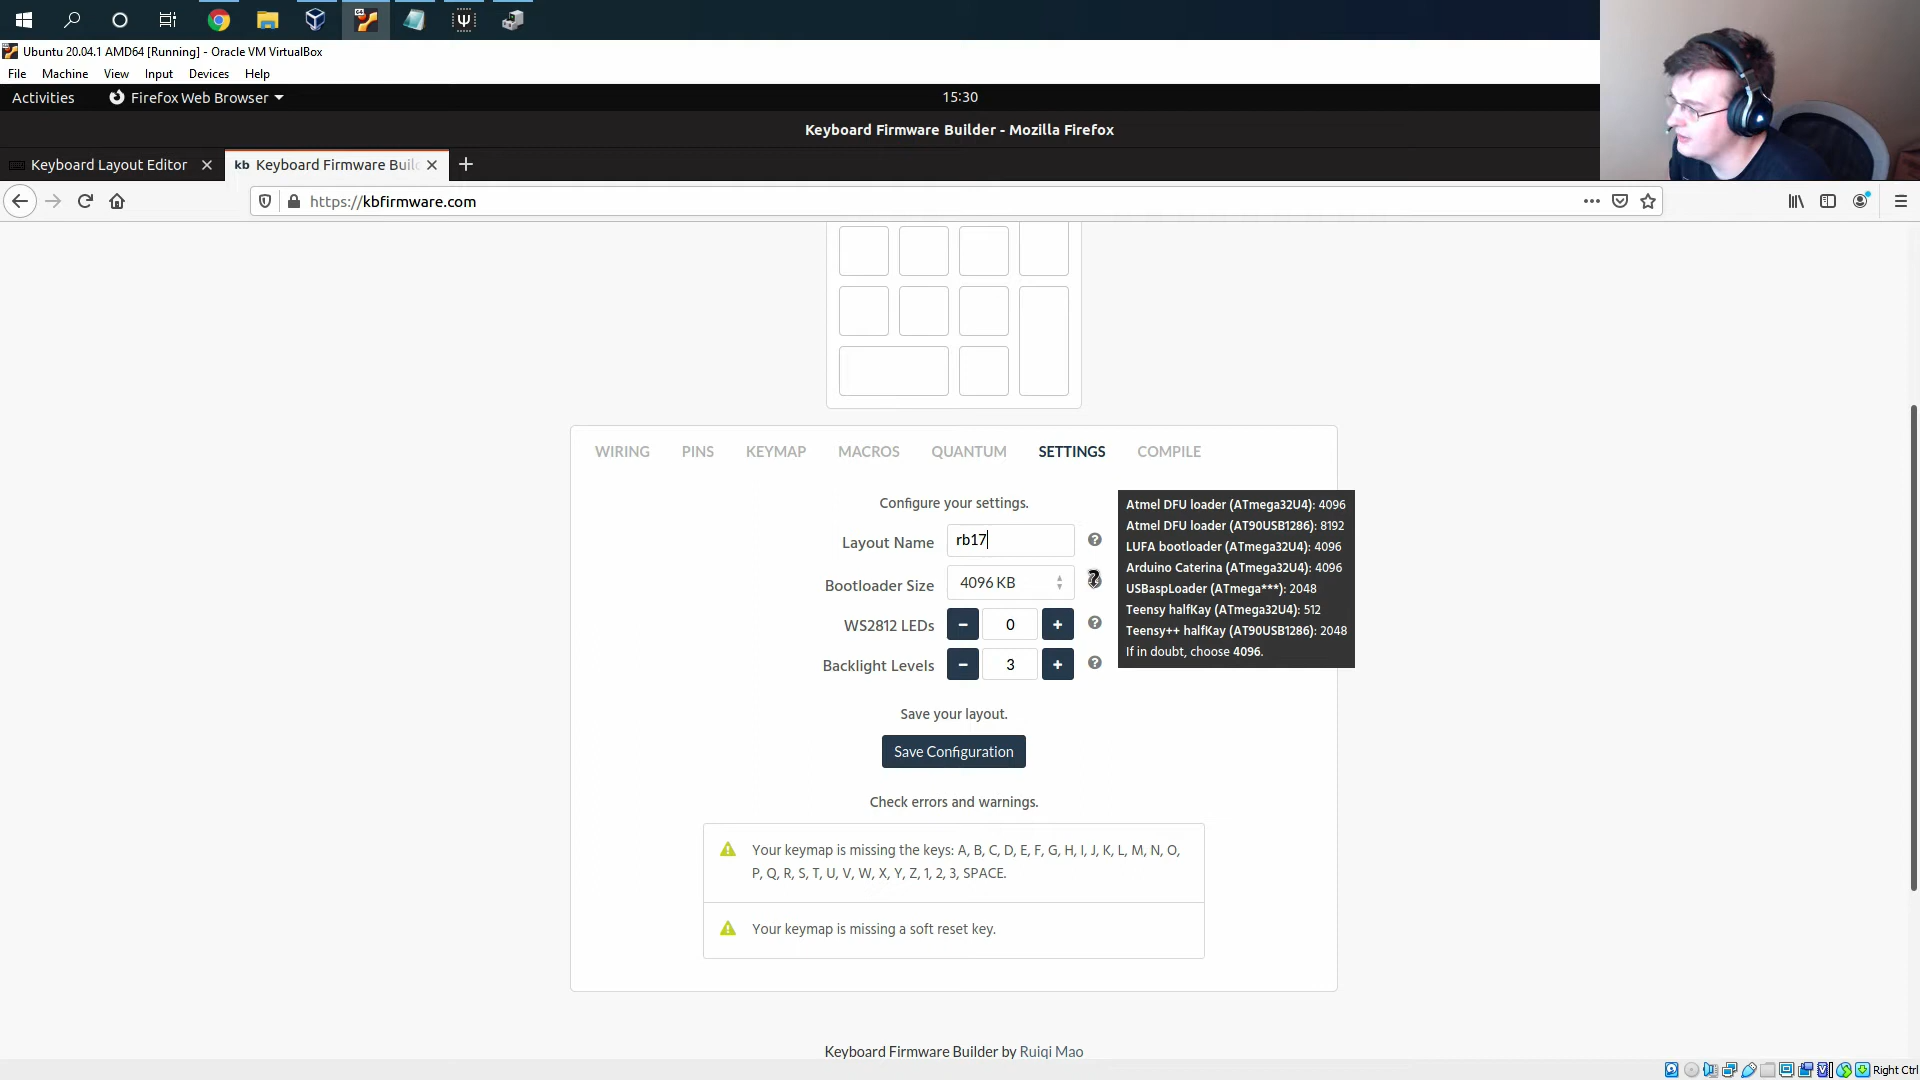 Ubuntu 20.04.1 AMD64 [Running] - Oracle VM VirtualBox
File Machine View Input Devices Help
Activities Firefox Web Browser 15:30
Keyboard Firmware Builder - Mozilla Firefox
Keyboard Layout Editor kb Keyboard Firmware Buil
https://kbfirmware.com
WIRING PINS KEYMAP MACROS QUANTUM SETTINGS COMPILE
Configure your settings.
Layout Name rb17
Bootloader Size 4096 KB
WS2812 LEDs − 0 +
Backlight Levels − 3 +
Atmel DFU loader (ATmega32U4): 4096
Atmel DFU loader (AT90USB1286): 8192
LUFA bootloader (ATmega32U4): 4096
Arduino Caterina (ATmega32U4): 4096
USBaspLoader (ATmega***): 2048
Teensy halfKay (ATmega32U4): 512
Teensy++ halfKay (AT90USB1286): 2048
If in doubt, choose 4096.
Save your layout.
Save Configuration
Check errors and warnings.
Your keymap is missing the keys: A, B, C, D, E, F, G, H, I, J, K, L, M, N, O,
P, Q, R, S, T, U, V, W, X, Y, Z, 1, 2, 3, SPACE.
Your keymap is missing a soft reset key.
Keyboard Firmware Builder by Ruiqi Mao
Right Ctrl